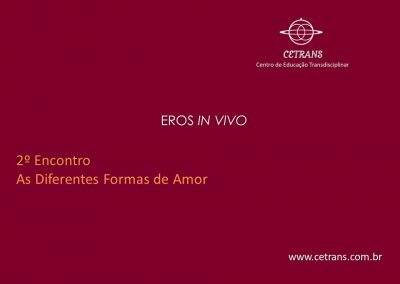 CETRANS
Centro de Educação Transdisciplinar
EROS IN VIVO
2º Encontro
As Diferentes Formas de Amor
www.cetrans.com.br